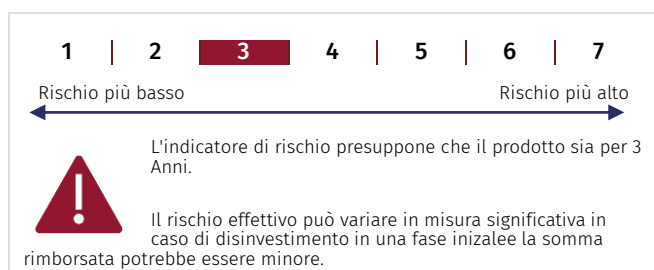 1 | 2 | 3 | 4 | 5 | 6 | 7
Rischio più basso Rischio più alto
L'indicatore di rischio presuppone che il prodotto sia per 3
Anni.
Il rischio effettivo può variare in misura significativa in
caso di disinvestimento in una fase inizalee la somma
rimborsata potrebbe essere minore.